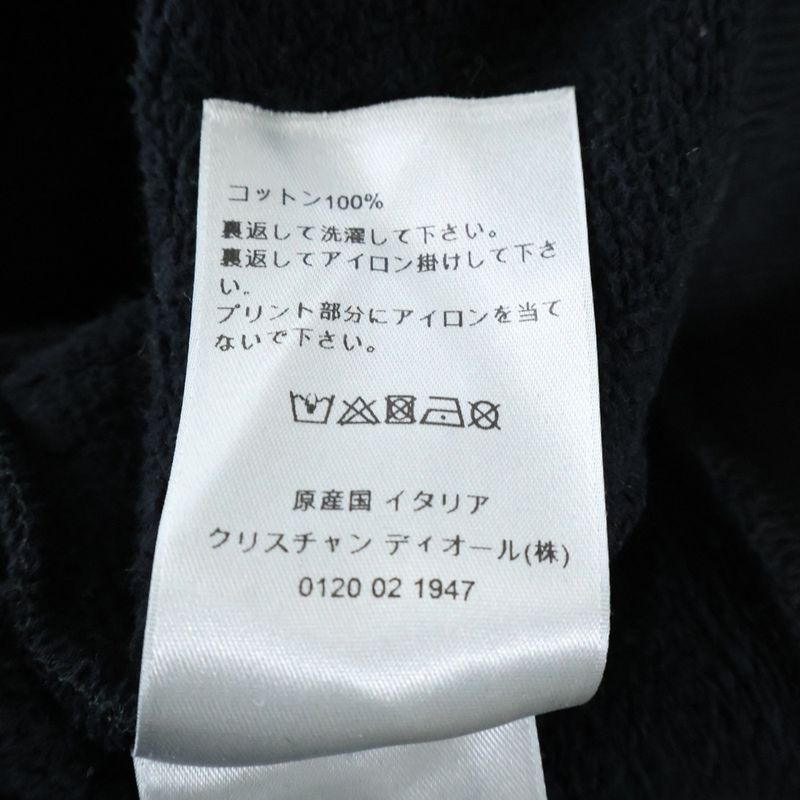 コットン100%
裏返して洗濯して下さい。
裏返してアイロン掛けして下さ
い。
プリント部分にアイロンを当て
ないで下さい。
原産国 イタリア
クリスチャン ディオール(株)
0120 02 1947